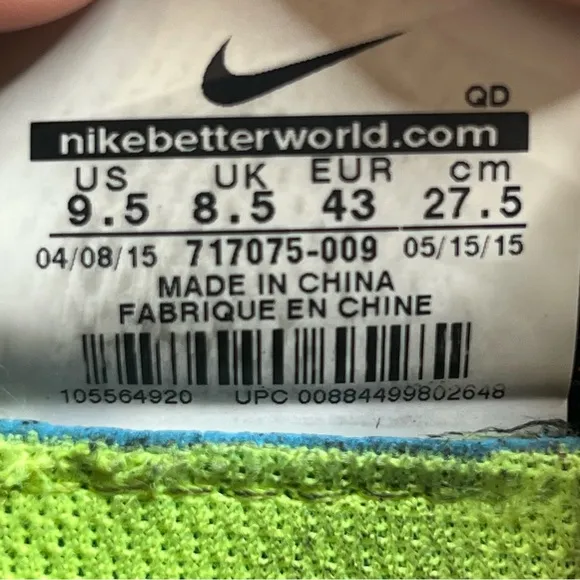 QD
nikebetterworld.com
US UK EUR cm
9.5 8.5 43 27.5
04/08/15 717075-009 05/15/15
MADE IN CHINA
FABRIQUE EN CHINE
105564920 UPC 00884499802648